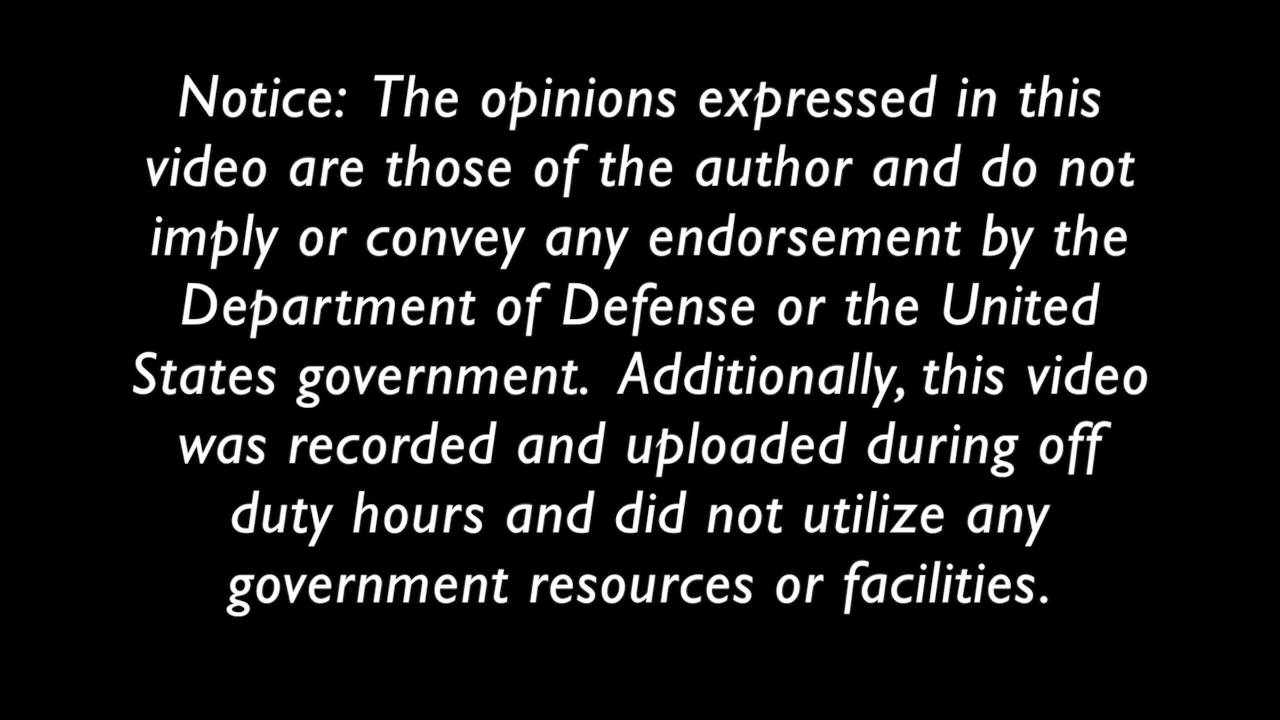 Notice: The opinions expressed in this
video are those of the author and do not
imply or convey any endorsement by the
Department of Defense or the United
States government. Additionally, this video
was recorded and uploaded during off
duty hours and did not utilize any
government resources or facilities.